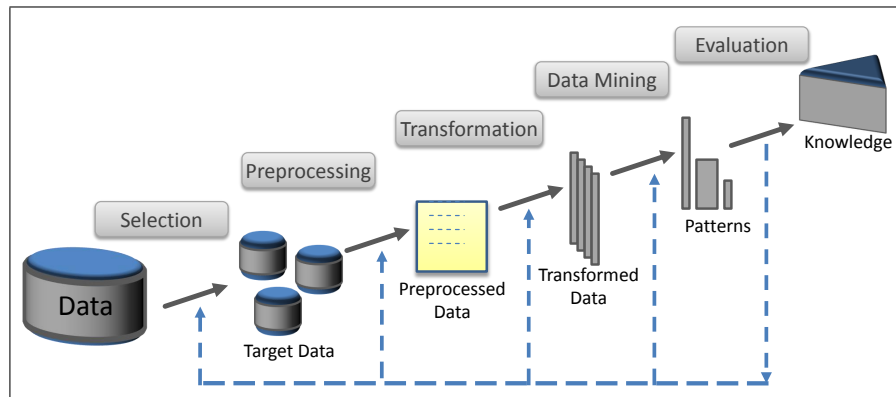 Evaluation
Data Mining
Transformation
Preprocessing
Selection
Data
Target Data
Preprocessed
Data
Transformed
Data
Patterns
Knowledge